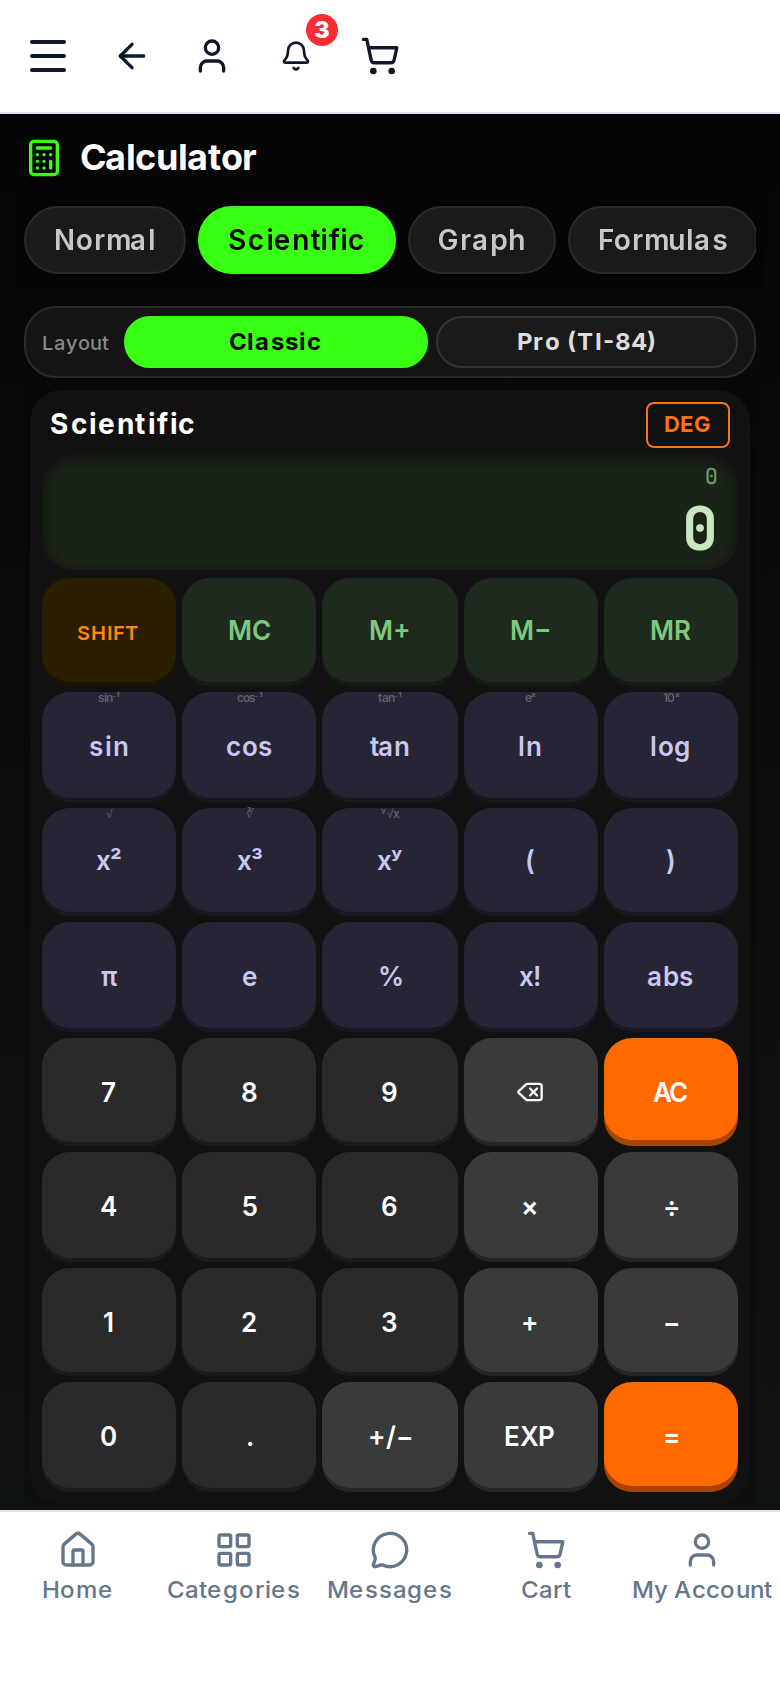 3
Calculator
Normal Scientific Graph Formulas
Layout Classic Pro (TI-84)
Scientific DEG
0
0
SHIFT MC M+ M− MR
sin⁻¹ cos⁻¹ tan⁻¹ eˣ 10ˣ
sin cos tan ln log
√ ∛ ʸ√x
x² x³ xʸ ( )
π e % x! abs
7 8 9 AC
4 5 6 × ÷
1 2 3 + −
0 . +/− EXP =
Home Categories Messages Cart My Account